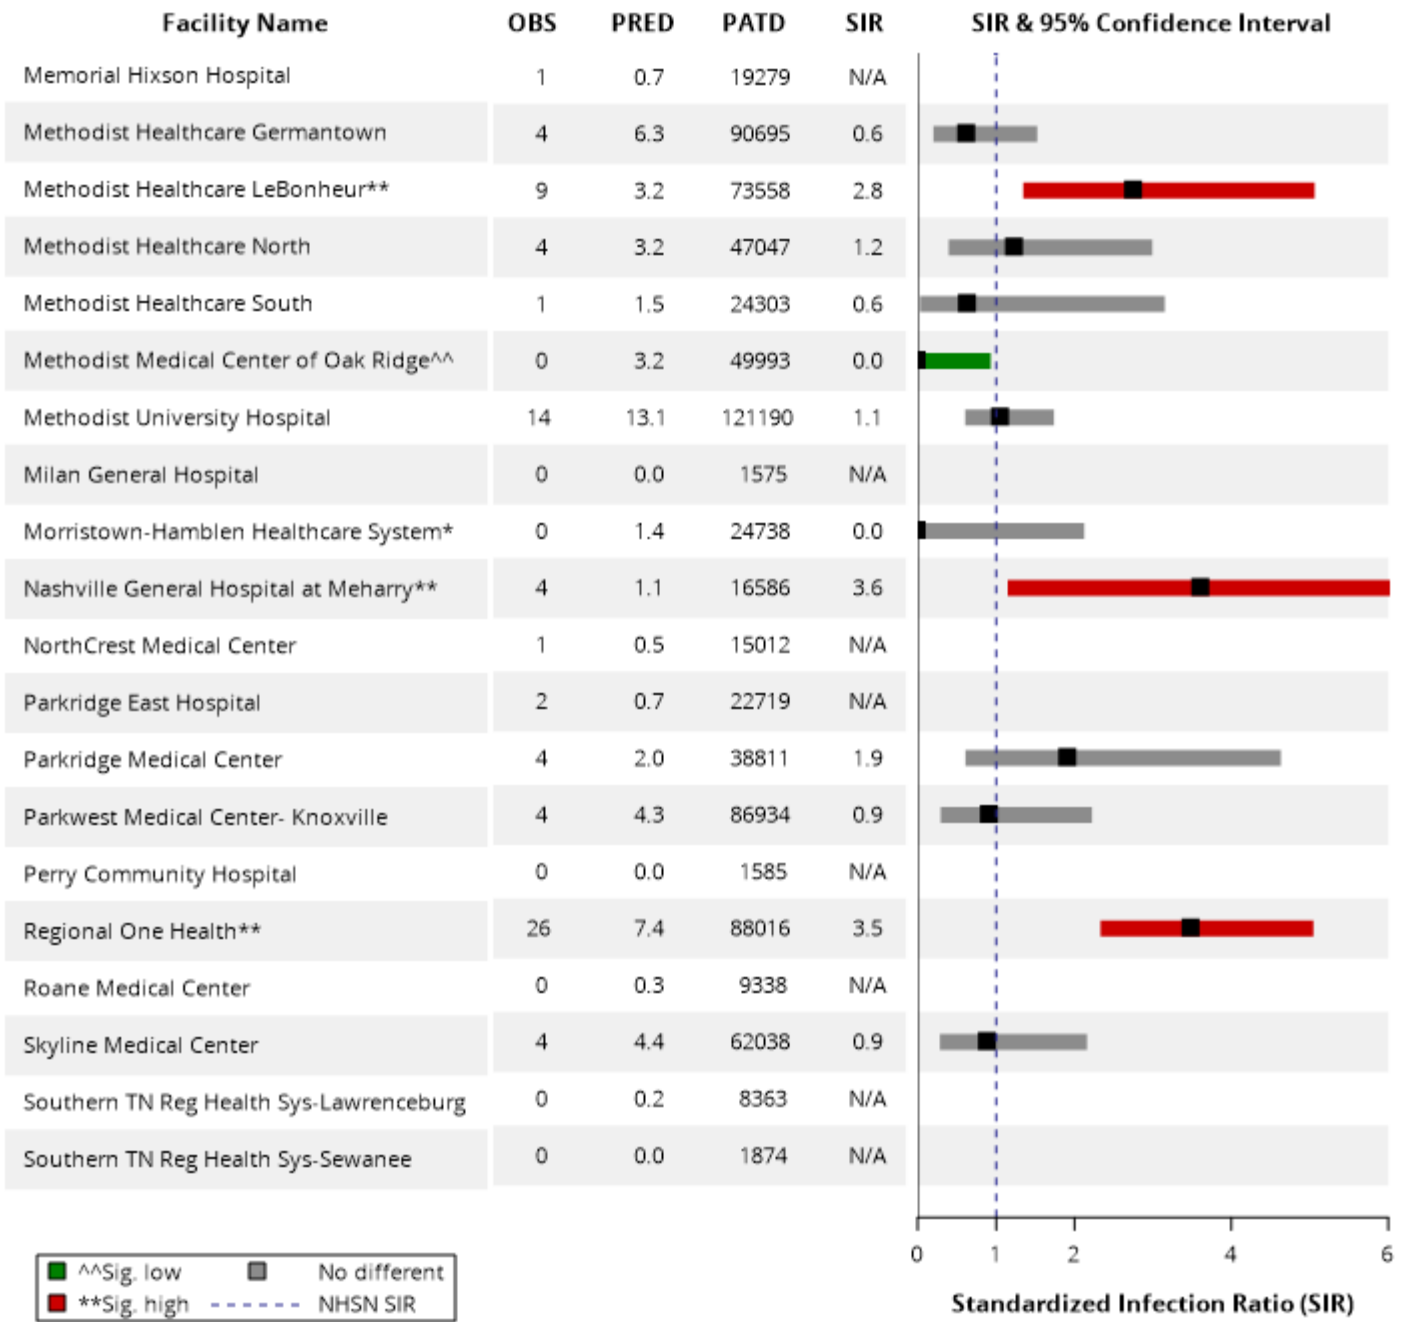 Facility Name OBS PRED PATD SIR SIR & 95% Confidence Interval
Memorial Hixson Hospital 1 0.7 19279 N/A
Methodist Healthcare Germantown 4 6.3 90695 0.6
Methodist Healthcare LeBonheur** 9 3.2 73558 2.8
Methodist Healthcare North 4 3.2 47047 1.2
Methodist Healthcare South 1 1.5 24303 0.6
Methodist Medical Center of Oak Ridge^^ 0 3.2 49993 0.0
Methodist University Hospital 14 13.1 121190 1.1
Milan General Hospital 0 0.0 1575 N/A
Morristown-Hamblen Healthcare System* 0 1.4 24738 0.0
Nashville General Hospital at Meharry** 4 1.1 16586 3.6
NorthCrest Medical Center 1 0.5 15012 N/A
Parkridge East Hospital 2 0.7 22719 N/A
Parkridge Medical Center 4 2.0 38811 1.9
Parkwest Medical Center- Knoxville 4 4.3 86934 0.9
Perry Community Hospital 0 0.0 1585 N/A
Regional One Health** 26 7.4 88016 3.5
Roane Medical Center 0 0.3 9338 N/A
Skyline Medical Center 4 4.4 62038 0.9
Southern TN Reg Health Sys-Lawrenceburg 0 0.2 8363 N/A
Southern TN Reg Health Sys-Sewanee 0 0.0 1874 N/A
0 1 2 4 6
^^Sig. low No different
**Sig. high NHSN SIR
Standardized Infection Ratio (SIR)